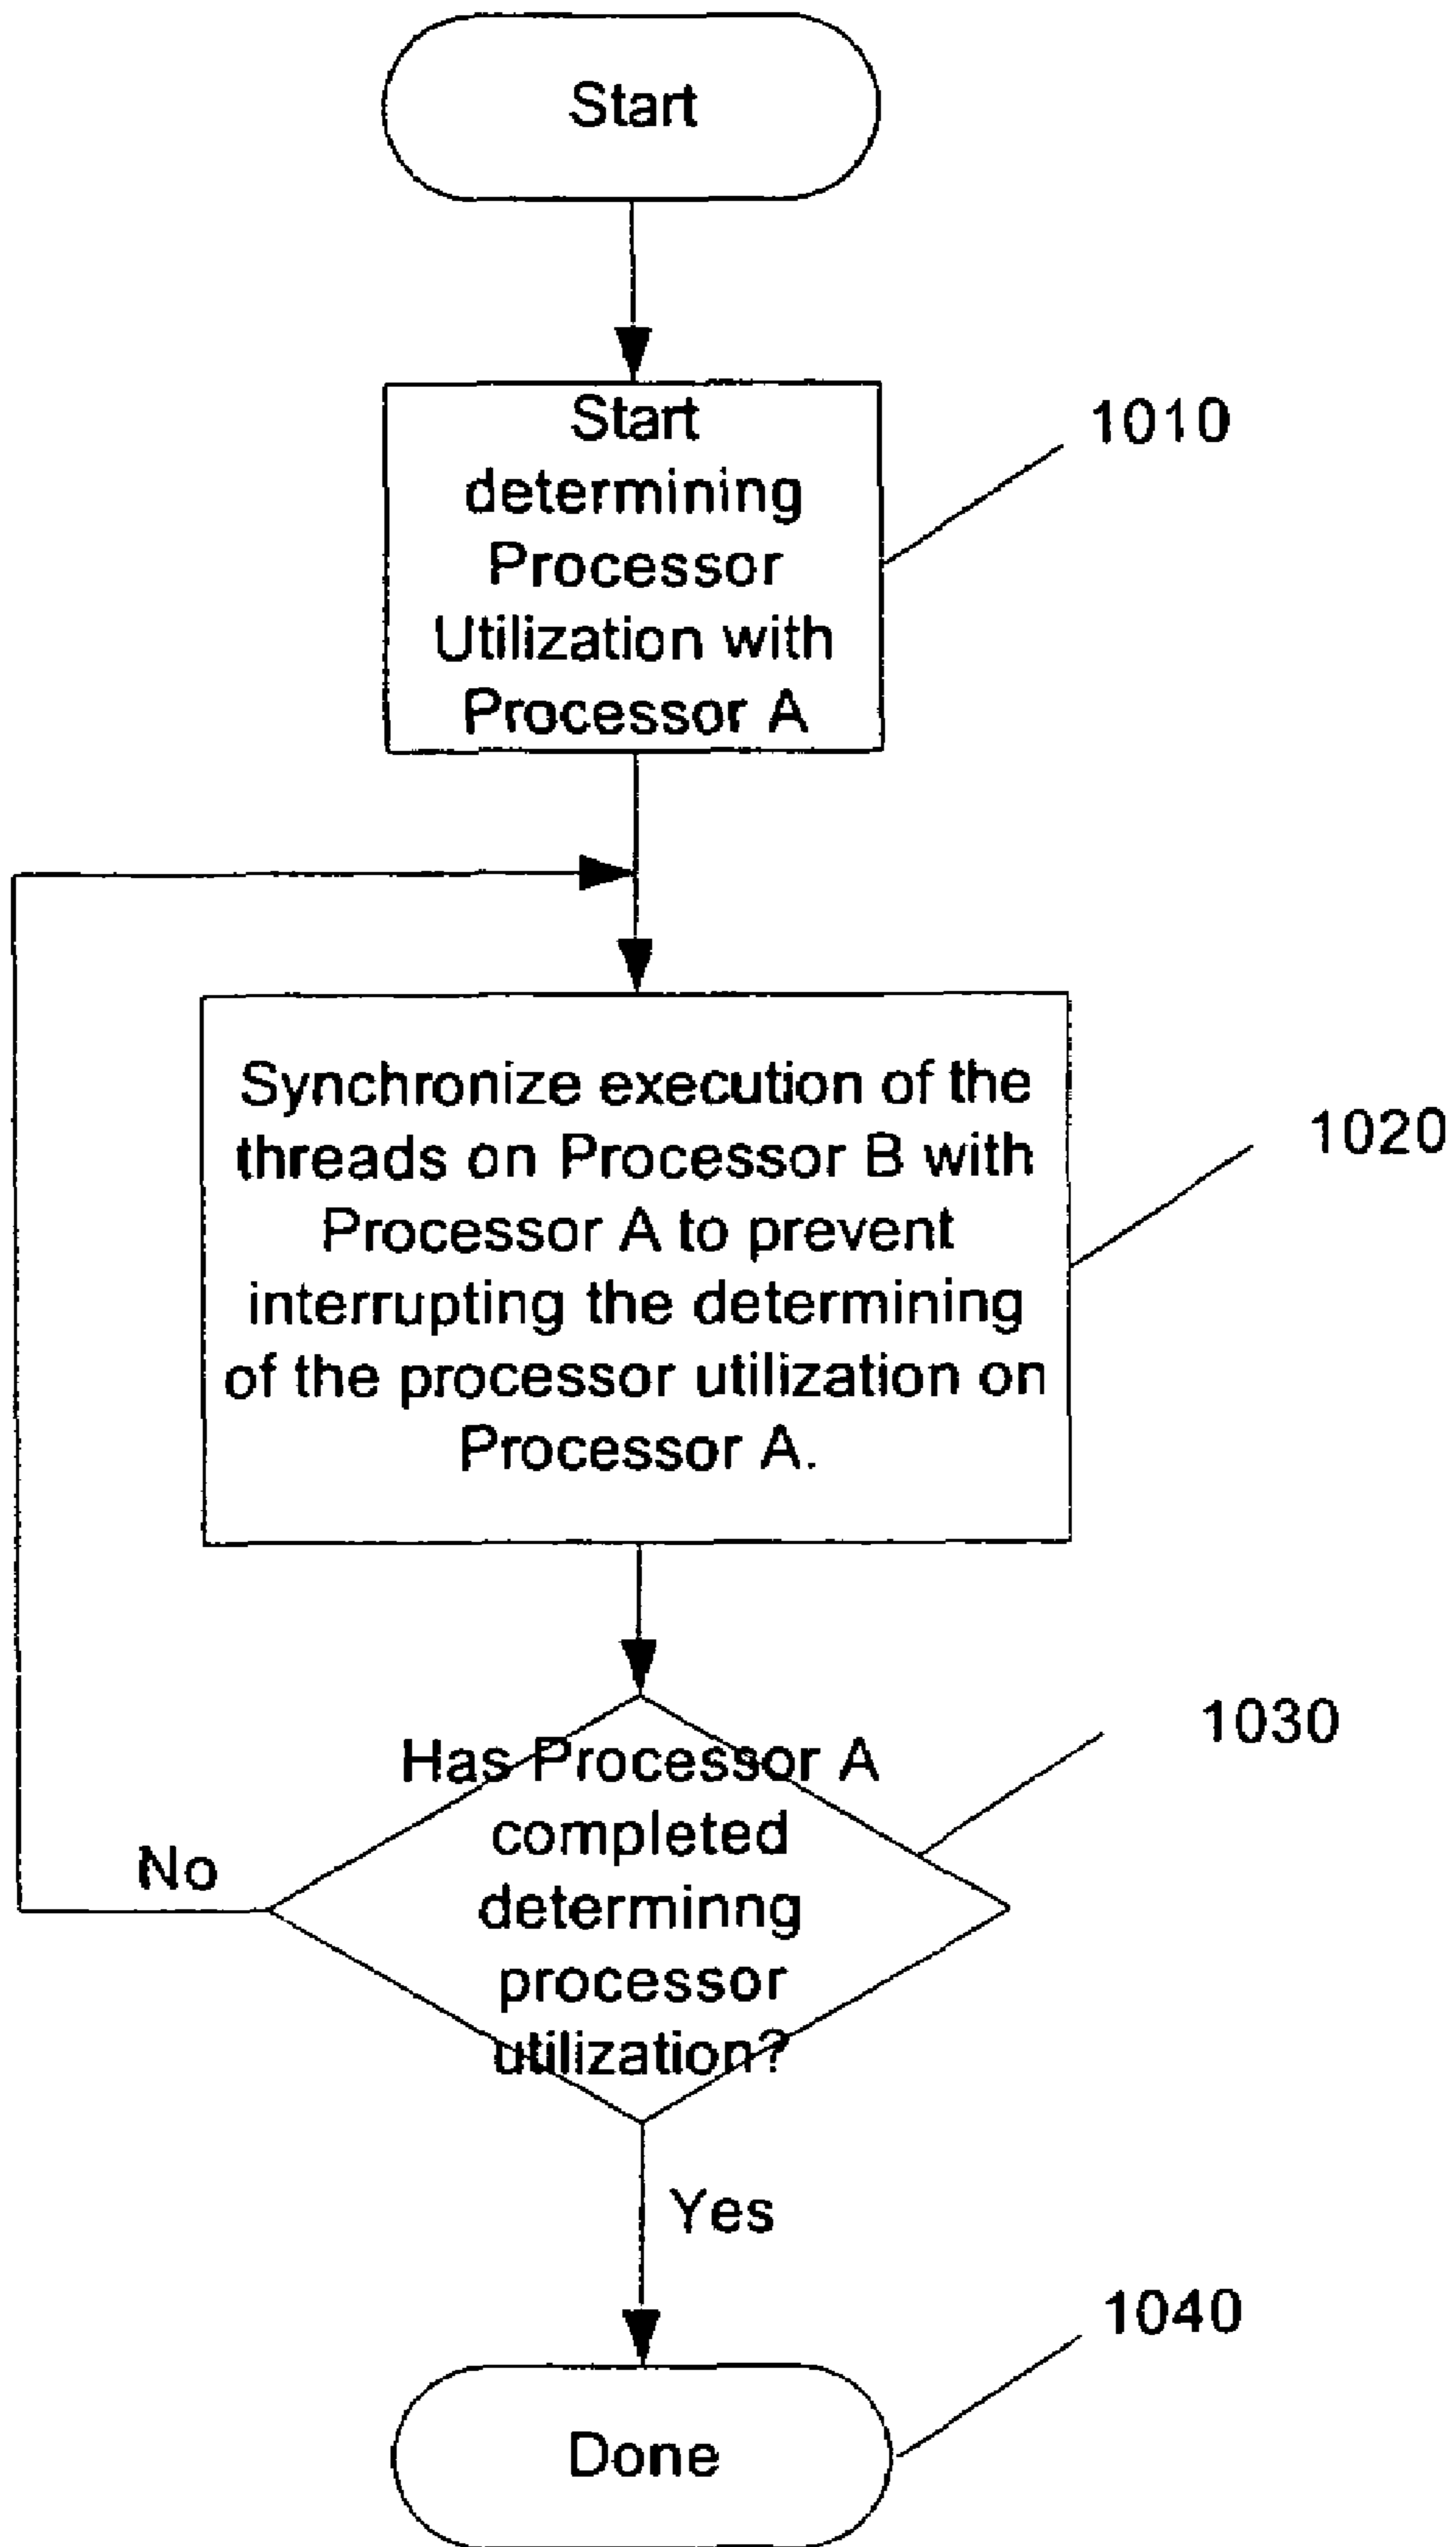 Start
Start
determining
Processor
Utilization with
Processor A
1010
Synchronize execution of the
threads on Processor B with
Processor A to prevent
interrupting the determining
of the processor utilization on
Processor A.
1020
Has Processor A
completed
determinng
processor
utilization?
1030
No
Yes
Done
1040